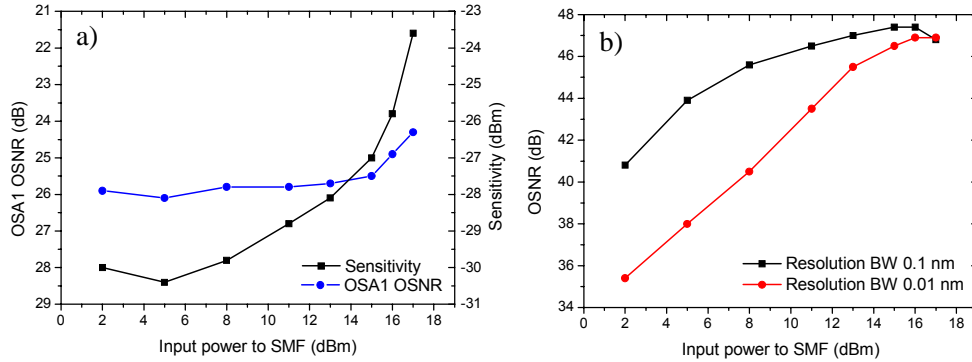 a)
21
22
23
24
25
26
27
28
29
OSA1 OSNR (dB)
-23
-24
-25
-26
-27
-28
-29
-30
-31
Sensitivity (dBm)
Sensitivity
OSA1 OSNR
0 2 4 6 8 10 12 14 16 18
Input power to SMF (dBm)
b)
48
46
44
42
40
38
36
34
OSNR (dB)
Resolution BW 0.1 nm
Resolution BW 0.01 nm
0 2 4 6 8 10 12 14 16 18
Input power to SMF (dBm)